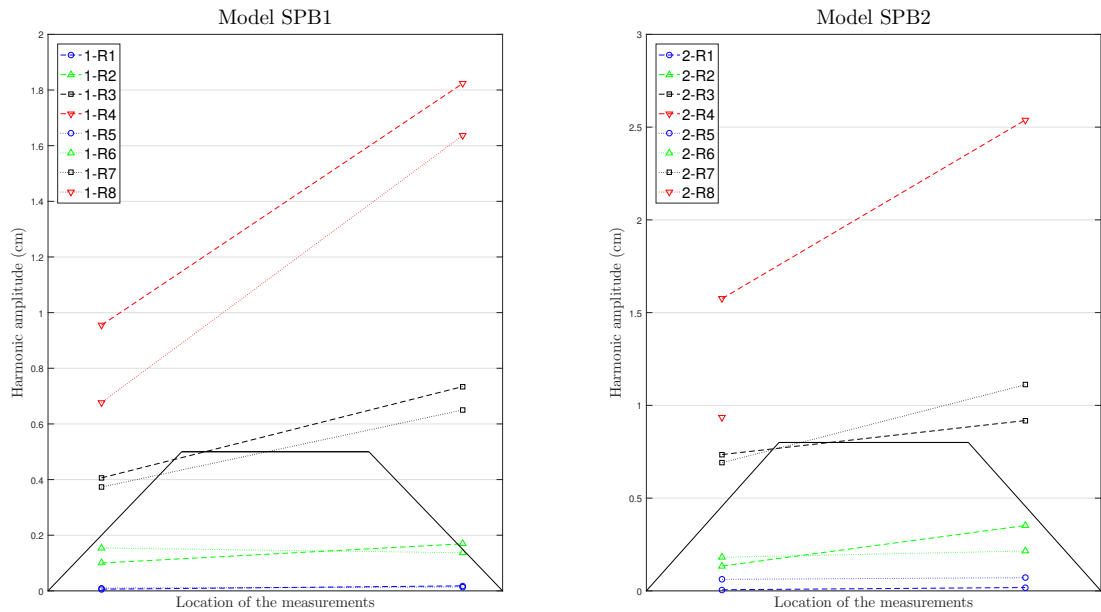 Model SPB1
2
1.8
1.6
1.4
1.2
1
0.8
0.6
0.4
0.2
0
Harmonic amplitude (cm)
Location of the measurements
1-R1
1-R2
1-R3
1-R4
1-R5
1-R6
1-R7
1-R8
Model SPB2
3
2.5
2
1.5
1
0.5
0
Harmonic amplitude (cm)
Location of the measurements
2-R1
2-R2
2-R3
2-R4
2-R5
2-R6
2-R7
2-R8